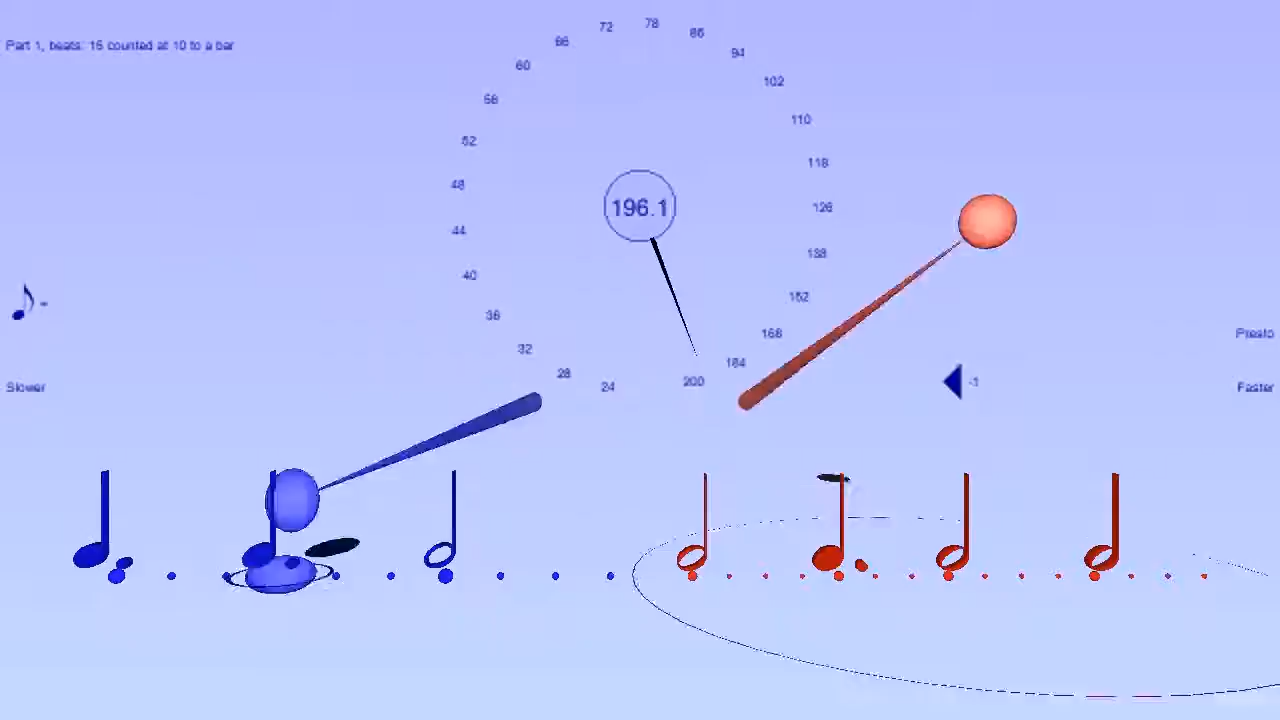 Part 1, beats: 15 counted at 10 to a bar
72 78 86
66 94
60 102
56 110
52 118
48 126
44 138
40 152
36 168
32 184
28 24 200
196.1
=
Presto
-1
Slower Faster